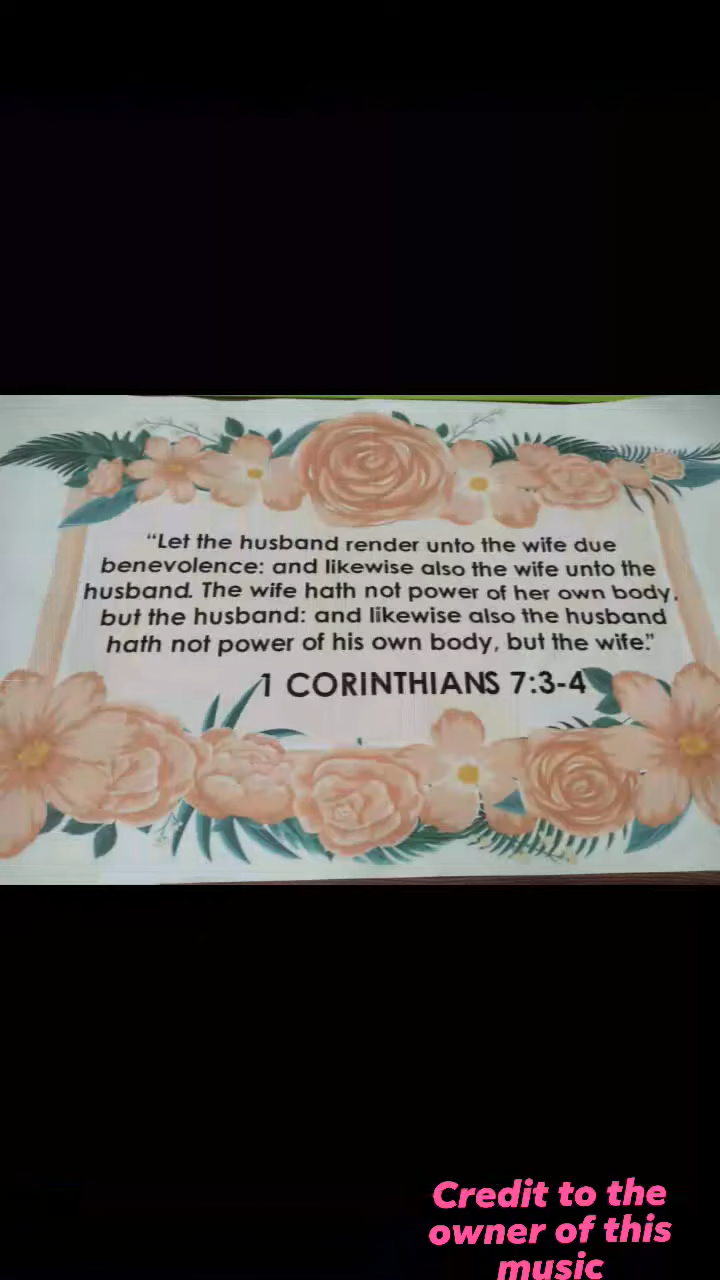 “Let the husband render unto the wife due
benevolence: and likewise also the wife unto the
husband. The wife hath not power of her own body,
but the husband: and likewise also the husband
hath not power of his own body, but the wife.”
1 CORINTHIANS 7:3-4
Credit to the
owner of this
music